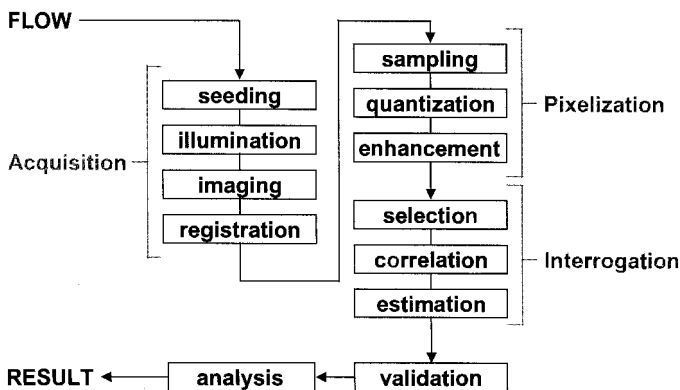 FLOW
seeding
illumination
Acquisition
imaging
registration
sampling
quantization
Pixelization
enhancement
selection
correlation
Interrogation
estimation
validation
analysis
RESULT